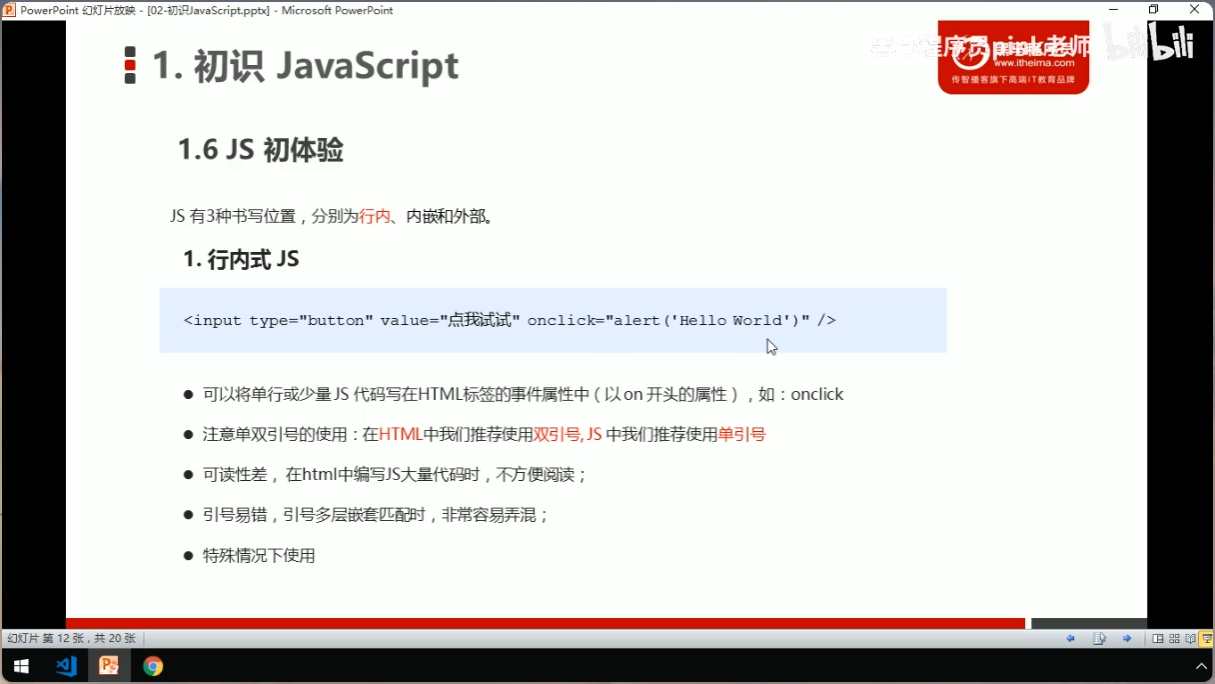 PowerPoint 幻灯片放映 - [02-初识JavaScript.pptx] - Microsoft PowerPoint
1. 初识 JavaScript
程序员pink老师
bilibili
www.itheima.com
传智播客旗下高端IT教育品牌
1.6 JS 初体验
JS 有3种书写位置，分别为行内、内嵌和外部。
1. 行内式 JS
<input type="button" value="点我试试" onclick="alert('Hello World')" />
● 可以将单行或少量 JS 代码写在HTML标签的事件属性中（以 on 开头的属性），如：onclick
● 注意单双引号的使用：在HTML中我们推荐使用双引号, JS 中我们推荐使用单引号
● 可读性差， 在html中编写JS大量代码时，不方便阅读；
● 引号易错，引号多层嵌套匹配时，非常容易弄混；
● 特殊情况下使用
幻灯片 第 12 张，共 20 张